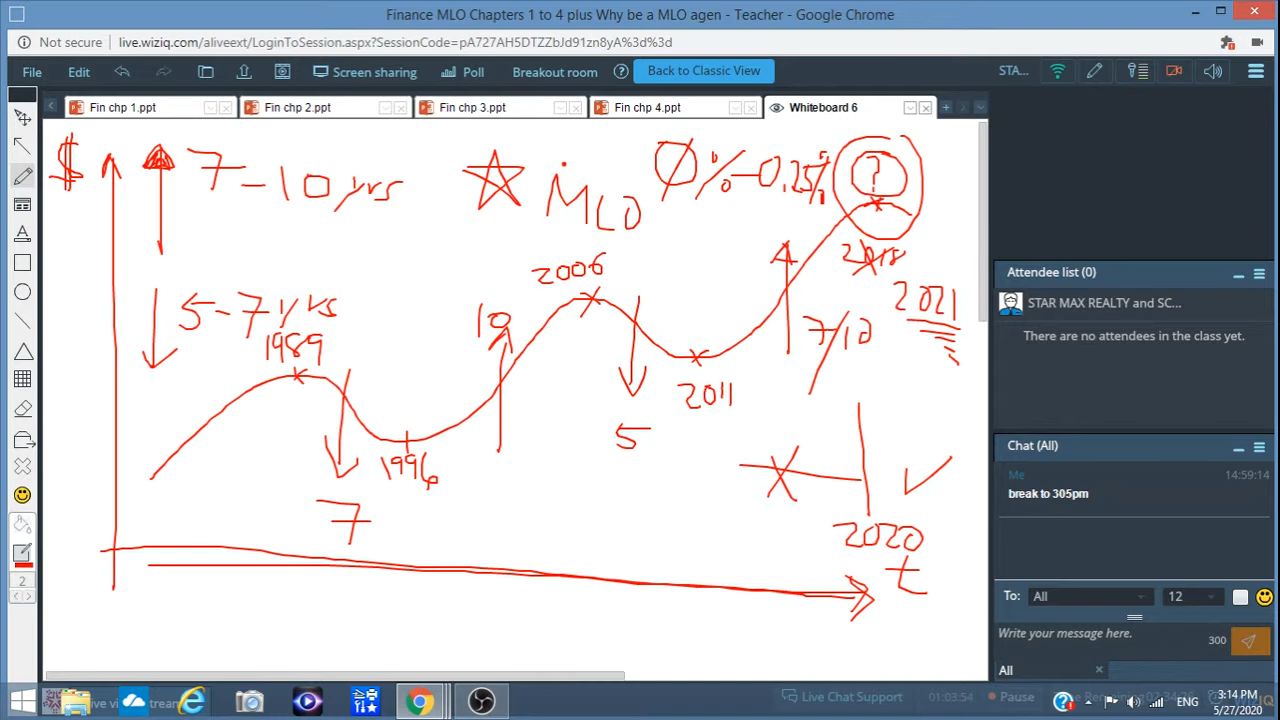 Finance MLO Chapters 1 to 4 plus Why be a MLO agen - Teacher - Google Chrome
Not secure
live.wiziq.com/aliveext/LoginToSession.aspx?SessionCode=pA727AH5DTZZbJd91zn8yA%3d%3d
File Edit Screen sharing Poll Breakout room ? Back to Classic View STA...
Fin chp 1.ppt Fin chp 2.ppt Fin chp 3.ppt Fin chp 4.ppt Whiteboard 6
$ 7-10 yrs MLO 0%-0.25% ?
2006 2018
2021
5-7 yrs
1989 10 7/10
2011
5
1996
7
2020
t
2
Attendee list (0)
STAR MAX REALTY and SC...
There are no attendees in the class yet.
Chat (All)
Me 14:59:14
break to 305pm
To: All 12
Write your message here. 300
All
Live Chat Support 01:03:54 Pause
ENG
3:14 PM
5/27/2020